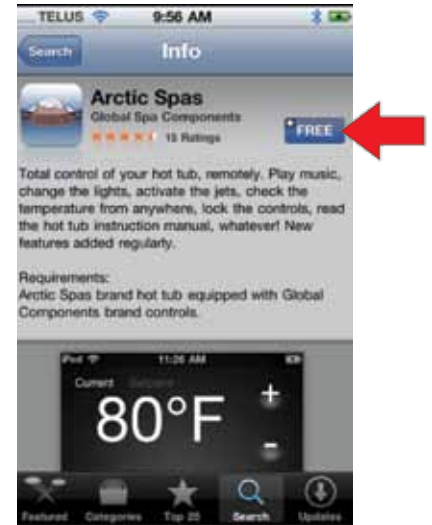 TELUS 9:56 AM
Search Info
Arctic Spas
Global Spa Components
15 Ratings
FREE
Total control of your hot tub, remotely. Play music,
change the lights, activate the jets, check the
temperature from anywhere, lock the controls, read
the hot tub instruction manual, whatever! New
features added regularly.
Requirements:
Arctic Spas brand hot tub equipped with Global
Components brand controls.
iPod 11:26 AM
Current Setpoint
80°F
+
-
Featured Categories Top 25 Search Updates